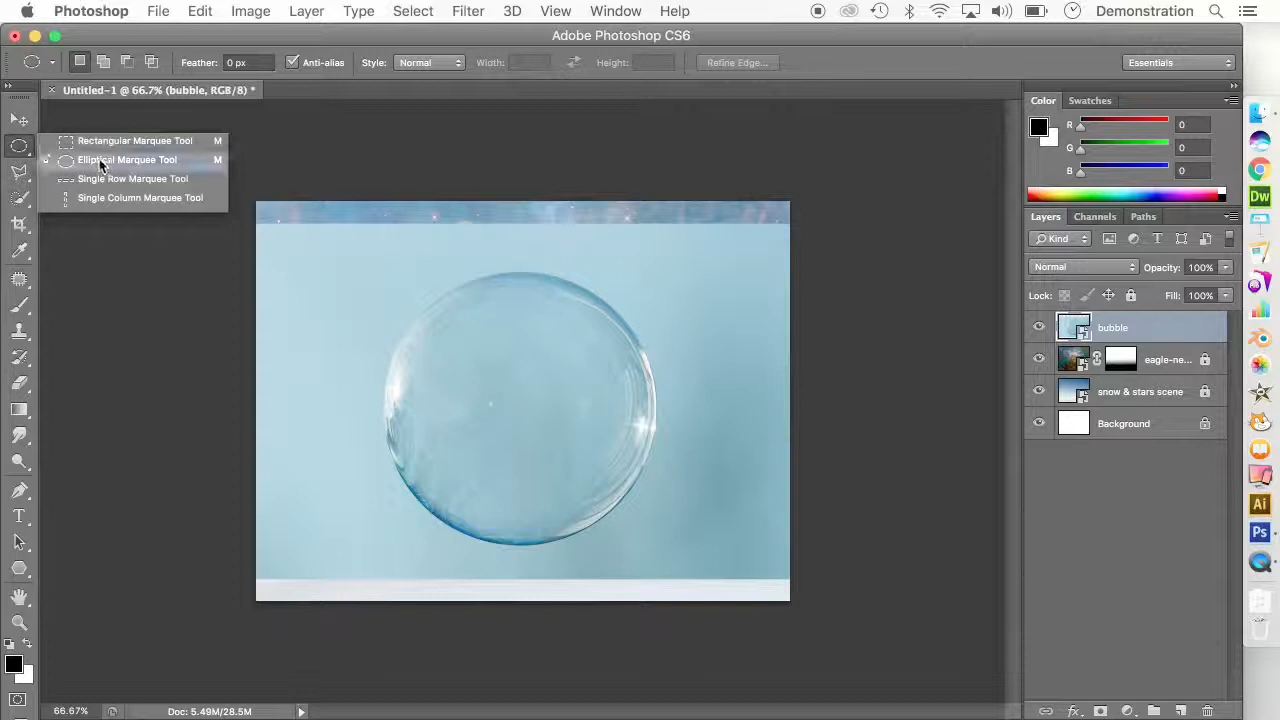 Photoshop File Edit Image Layer Type Select Filter 3D View Window Help Demonstration
Adobe Photoshop CS6
Feather: 0 px Anti-alias Style: Normal Width: Height: Refine Edge... Essentials
Untitled-1 @ 66.7% (bubble, RGB/8) *
Color Swatches
R 0
G 0
B 0
Rectangular Marquee Tool M
Elliptical Marquee Tool M
Single Row Marquee Tool
Single Column Marquee Tool
Layers Channels Paths
Kind
Normal Opacity: 100%
Lock: Fill: 100%
bubble
eagle-ne...
snow & stars scene
Background
Dw
Ai
Ps
T
66.67% Doc: 5.49M/28.5M
fx